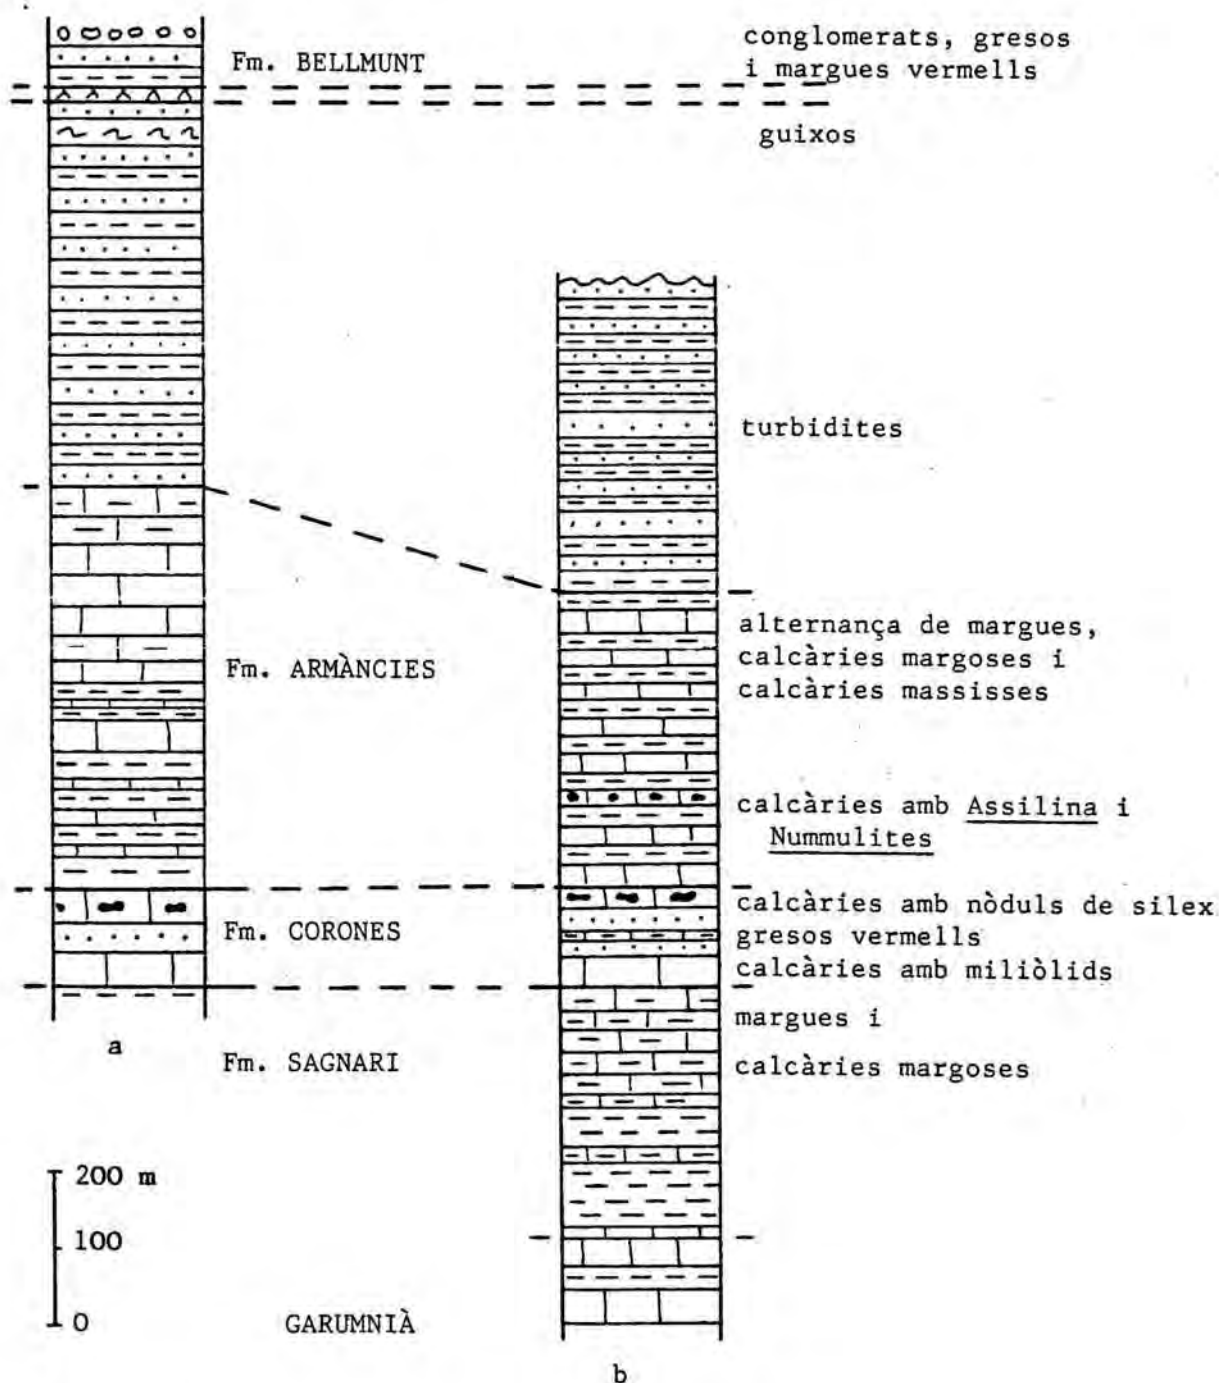 Fm. BELLMUNT
conglomerats, gresos
i margues vermells
guixos
turbidites
Fm. ARMÀNCIES
alternança de margues,
calcàries margoses i
calcàries massisses
calcàries amb Assilina i
Nummulites
Fm. CORONES
calcàries amb nòduls de silex
gresos vermells
calcàries amb miliòlids
a
Fm. SAGNARI
margues i
calcàries margoses
200 m
100
0
GARUMNIÀ
b